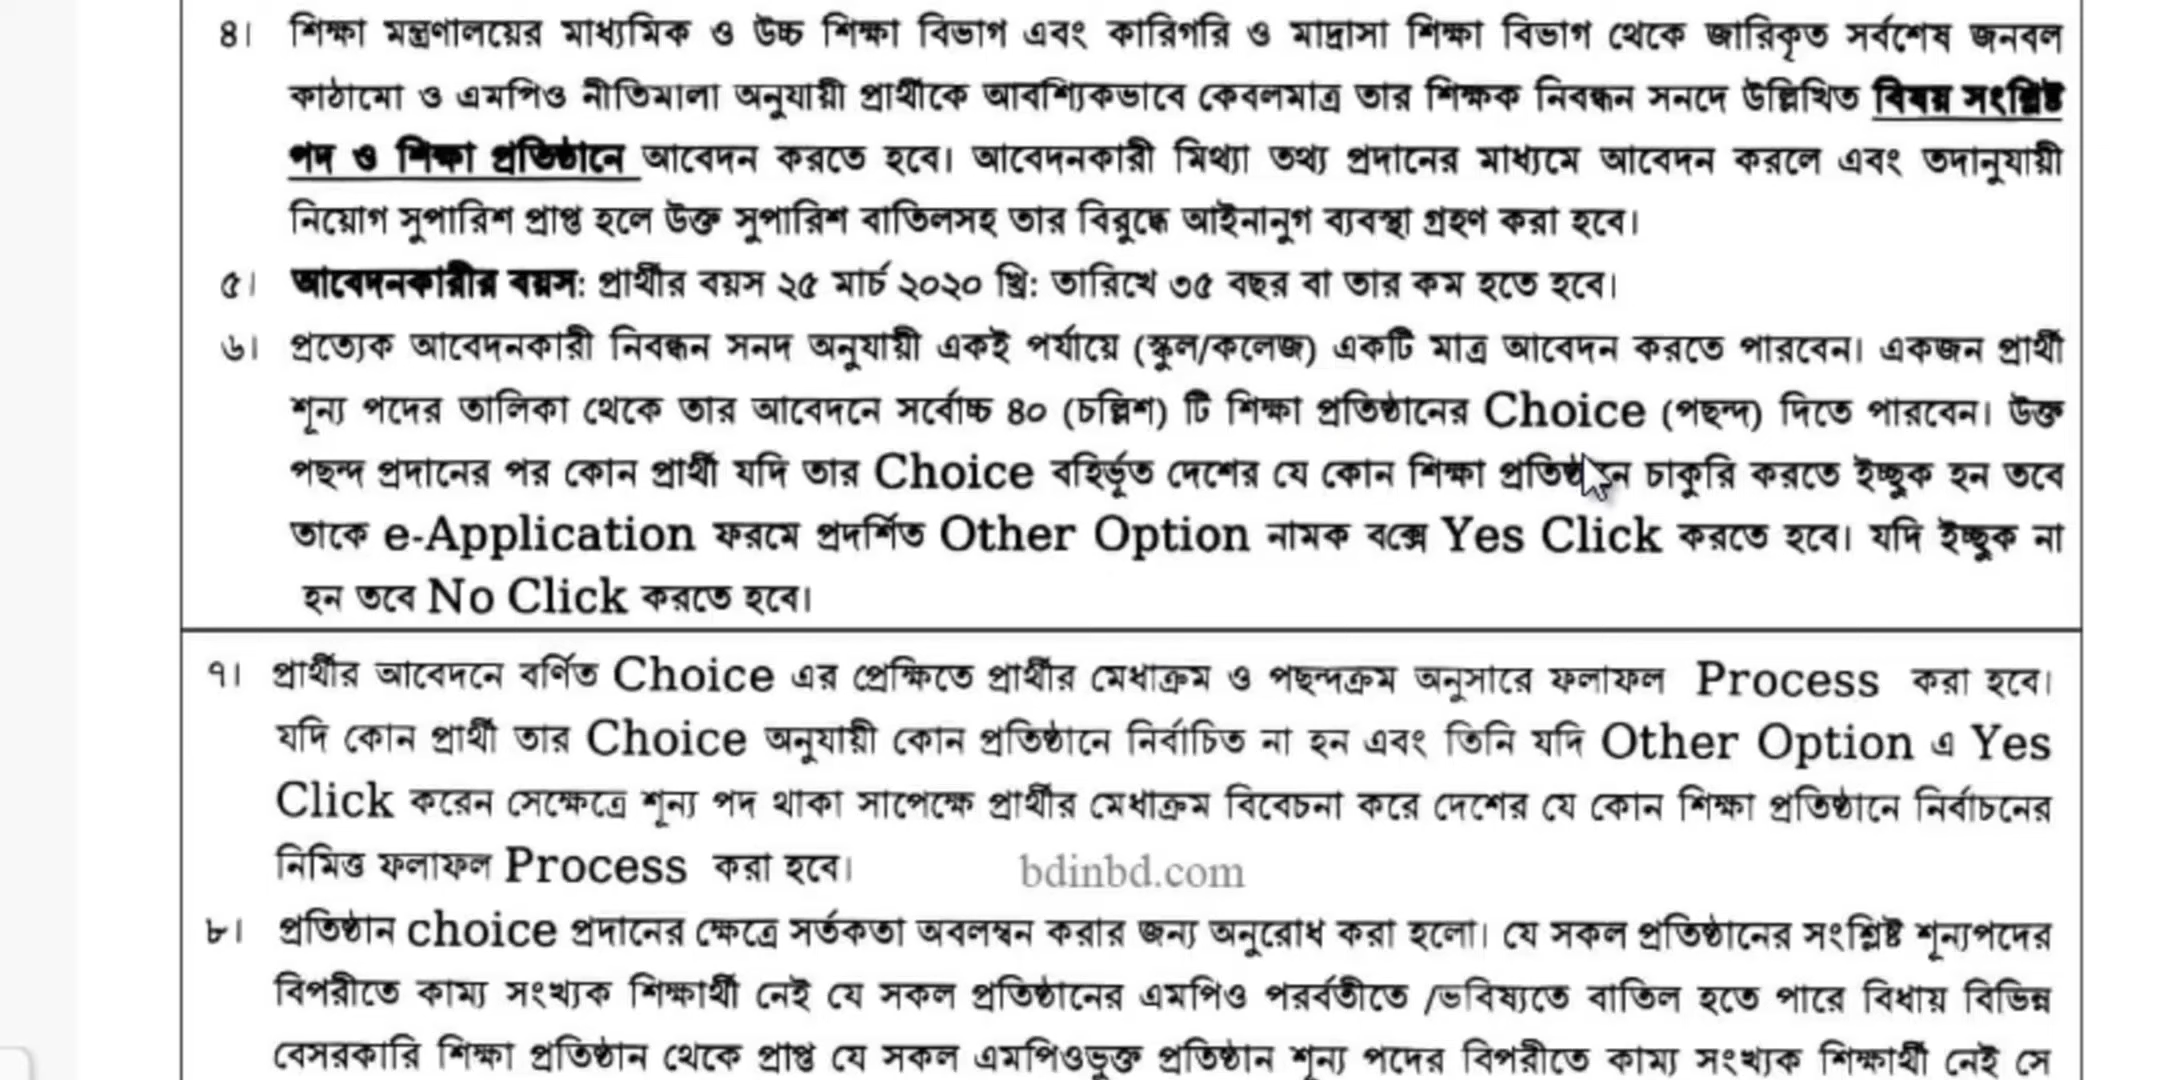 ৪। শিক্ষা মন্ত্রণালয়ের মাধ্যমিক ও উচ্চ শিক্ষা বিভাগ এবং কারিগরি ও মাদ্রাসা শিক্ষা বিভাগ থেকে জারিকৃত সর্বশেষ জনবল
কাঠামো ও এমপিও নীতিমালা অনুযায়ী প্রার্থীকে আবশ্যিকভাবে কেবলমাত্র তার শিক্ষক নিবন্ধন সনদে উল্লিখিত বিষয় সংশ্লিষ্ট
পদ ও শিক্ষা প্রতিষ্ঠানে আবেদন করতে হবে। আবেদনকারী মিথ্যা তথ্য প্রদানের মাধ্যমে আবেদন করলে এবং তদানুযায়ী
নিয়োগ সুপারিশ প্রাপ্ত হলে উক্ত সুপারিশ বাতিলসহ তার বিরুদ্ধে আইনানুগ ব্যবস্থা গ্রহণ করা হবে।
৫। আবেদনকারীর বয়স: প্রার্থীর বয়স ২৫ মার্চ ২০২০ খ্রি: তারিখে ৩৫ বছর বা তার কম হতে হবে।
৬। প্রত্যেক আবেদনকারী নিবন্ধন সনদ অনুযায়ী একই পর্যায়ে (স্কুল/কলেজ) একটি মাত্র আবেদন করতে পারবেন। একজন প্রার্থী
শূন্য পদের তালিকা থেকে তার আবেদনে সর্বোচ্চ ৪০ (চল্লিশ) টি শিক্ষা প্রতিষ্ঠানের Choice (পছন্দ) দিতে পারবেন। উক্ত
পছন্দ প্রদানের পর কোন প্রার্থী যদি তার Choice বহির্ভূত দেশের যে কোন শিক্ষা প্রতিষ্ঠানে চাকুরি করতে ইচ্ছুক হন তবে
তাকে e-Application ফরমে প্রদর্শিত Other Option নামক বক্সে Yes Click করতে হবে। যদি ইচ্ছুক না
হন তবে No Click করতে হবে।
৭। প্রার্থীর আবেদনে বর্ণিত Choice এর প্রেক্ষিতে প্রার্থীর মেধাক্রম ও পছন্দক্রম অনুসারে ফলাফল Process করা হবে।
যদি কোন প্রার্থী তার Choice অনুযায়ী কোন প্রতিষ্ঠানে নির্বাচিত না হন এবং তিনি যদি Other Option এ Yes
Click করেন সেক্ষেত্রে শূন্য পদ থাকা সাপেক্ষে প্রার্থীর মেধাক্রম বিবেচনা করে দেশের যে কোন শিক্ষা প্রতিষ্ঠানে নির্বাচনের
নিমিত্ত ফলাফল Process করা হবে।
bdinbd.com
৮। প্রতিষ্ঠান choice প্রদানের ক্ষেত্রে সর্তকতা অবলম্বন করার জন্য অনুরোধ করা হলো। যে সকল প্রতিষ্ঠানের সংশ্লিষ্ট শূন্যপদের
বিপরীতে কাম্য সংখ্যক শিক্ষার্থী নেই যে সকল প্রতিষ্ঠানের এমপিও পরর্বতীতে /ভবিষ্যতে বাতিল হতে পারে বিধায় বিভিন্ন
বেসরকারি শিক্ষা প্রতিষ্ঠান থেকে প্রাপ্ত যে সকল এমপিওভুক্ত প্রতিষ্ঠান শূন্য পদের বিপরীতে কাম্য সংখ্যক শিক্ষার্থী নেই সে